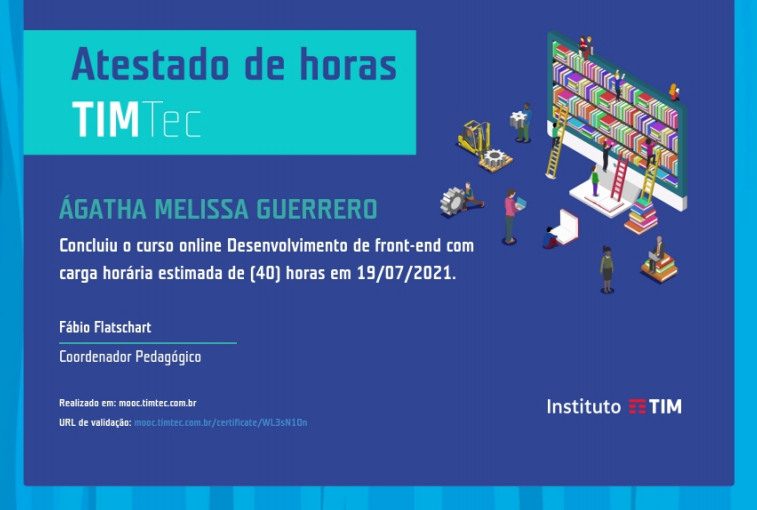 Atestado de horas
TIMTec
ÁGATHA MELISSA GUERRERO
Concluiu o curso online Desenvolvimento de front-end com
carga horária estimada de (40) horas em 19/07/2021.
Fábio Flatschart
Coordenador Pedagógico
Realizado em: mooc.timtec.com.br
URL de validação: mooc.timtec.com.br/certificate/WL3sN1Dn
Instituto TIM